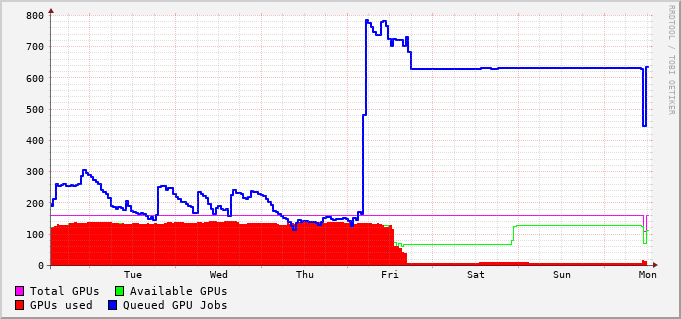 800
700
600
500
400
300
200
100
0
Tue Wed Thu Fri Sat Sun Mon
Total GPUs Available GPUs
GPUs used Queued GPU Jobs
RRDTOOL / TOBI OETIKER